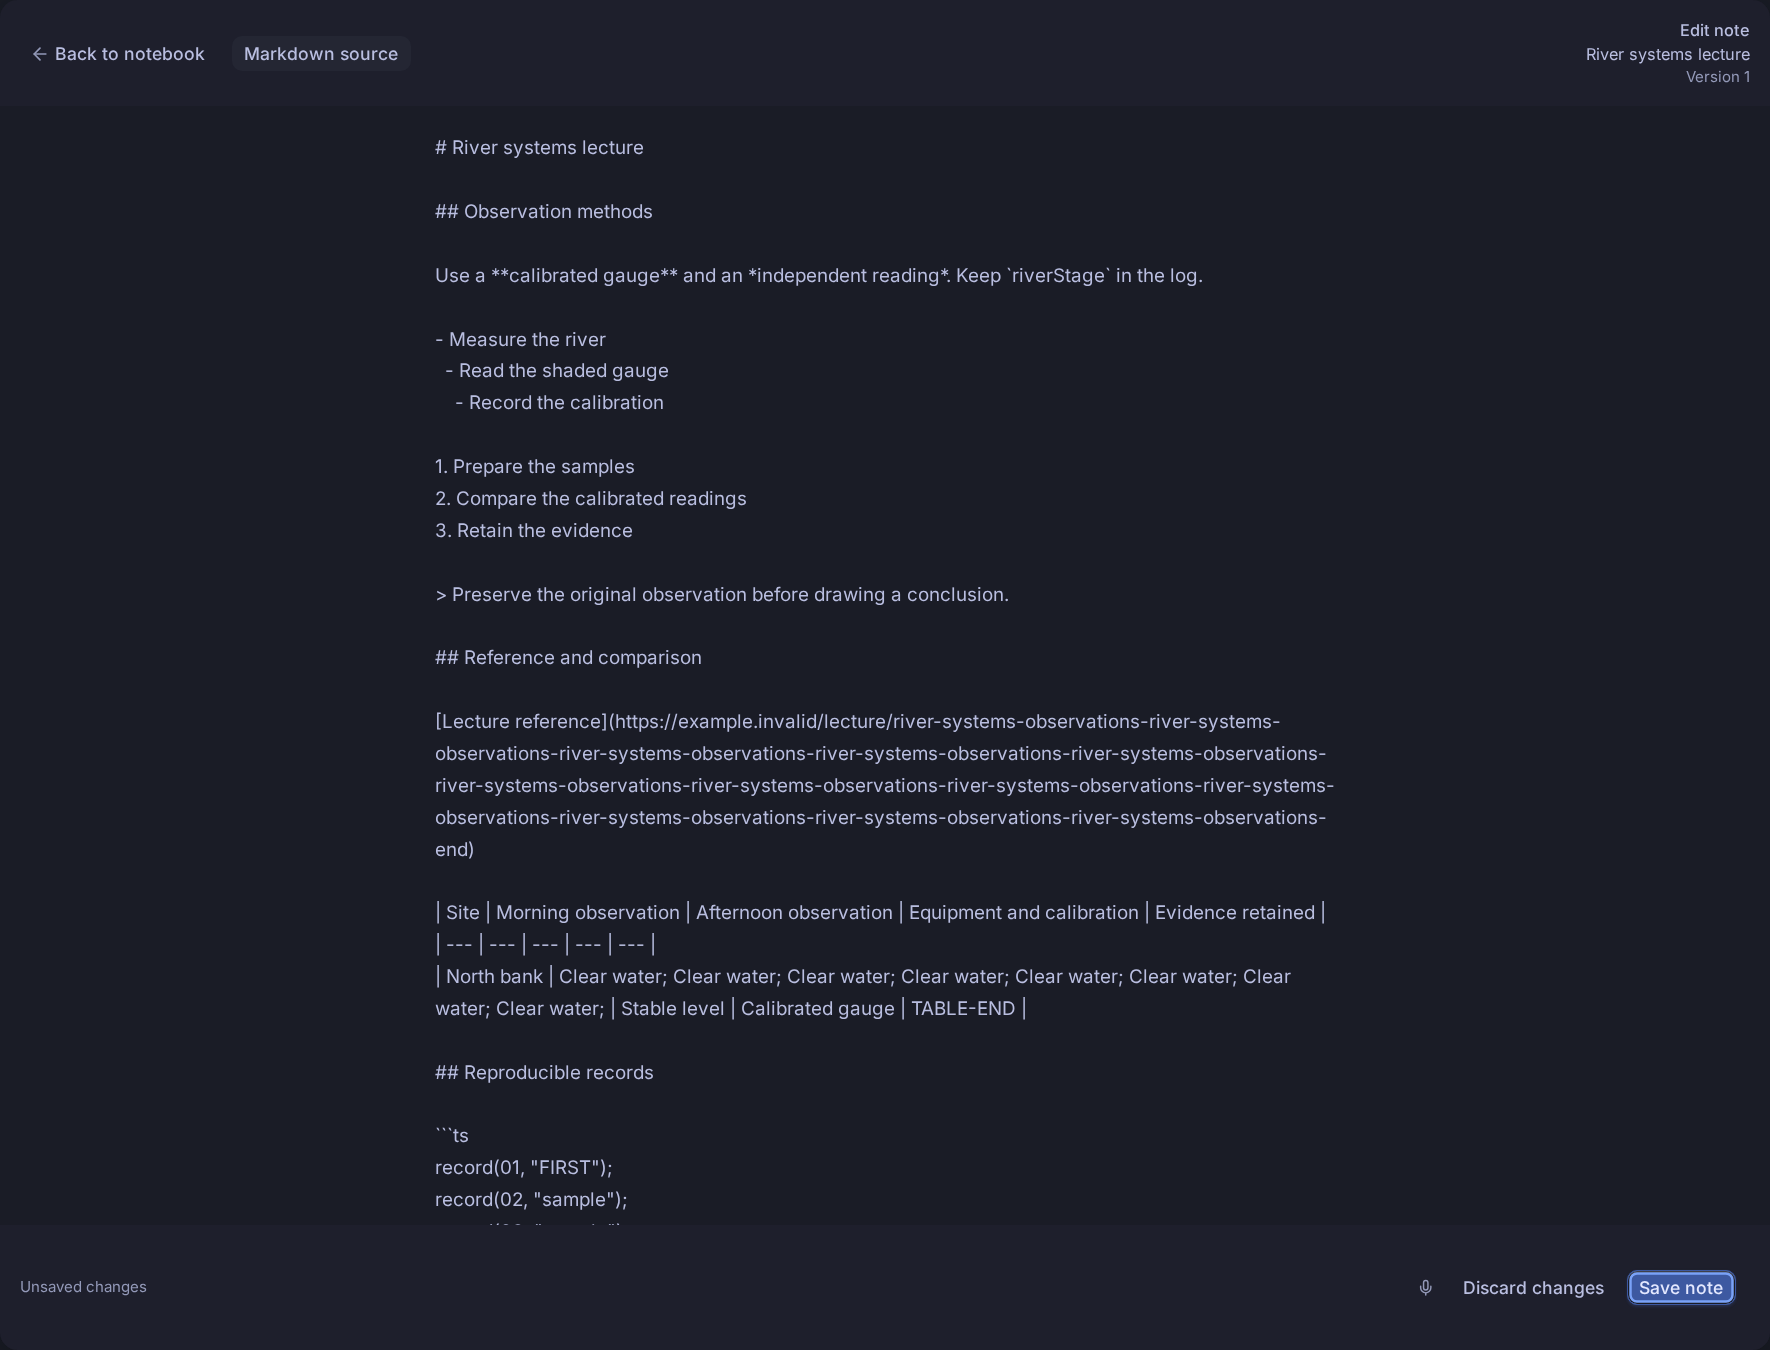 Back to notebook
Markdown source
Edit note
River systems lecture
Version 1
# River systems lecture
## Observation methods
Use a **calibrated gauge** and an *independent reading*. Keep `riverStage` in the log.
- Measure the river
  - Read the shaded gauge
    - Record the calibration
1. Prepare the samples
2. Compare the calibrated readings
3. Retain the evidence
> Preserve the original observation before drawing a conclusion.
## Reference and comparison
[Lecture reference](https://example.invalid/lecture/river-systems-observations-river-systems-
observations-river-systems-observations-river-systems-observations-river-systems-observations-
river-systems-observations-river-systems-observations-river-systems-observations-river-systems-
observations-river-systems-observations-river-systems-observations-river-systems-observations-
end)
| Site | Morning observation | Afternoon observation | Equipment and calibration | Evidence retained |
| --- | --- | --- | --- | --- |
| North bank | Clear water; Clear water; Clear water; Clear water; Clear water; Clear water; Clear
water; Clear water; | Stable level | Calibrated gauge | TABLE-END |
## Reproducible records
```ts
record(01, "FIRST");
record(02, "sample");
Unsaved changes
Discard changes
Save note